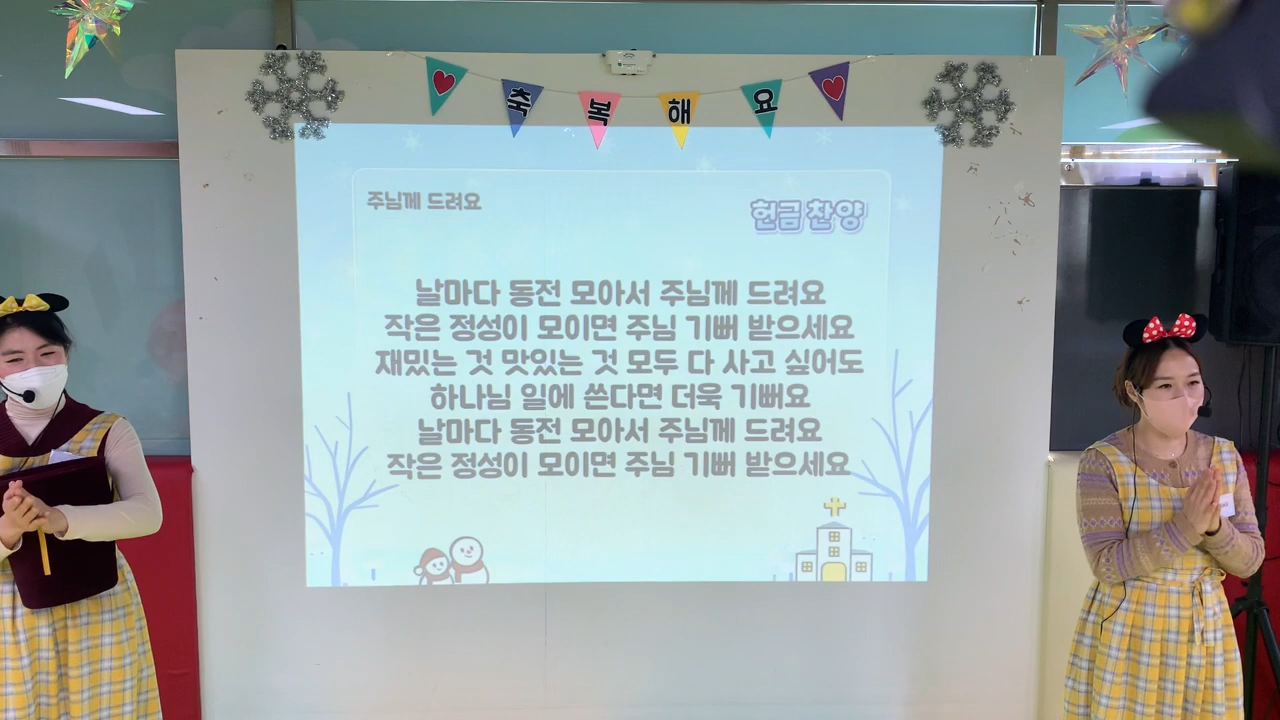 축복해요
주님께 드려요
헌금 찬양
날마다 동전 모아서 주님께 드려요
작은 정성이 모이면 주님 기뻐 받으세요
재밌는 것 맛있는 것 모두 다 사고 싶어도
하나님 일에 쓴다면 더욱 기뻐요
날마다 동전 모아서 주님께 드려요
작은 정성이 모이면 주님 기뻐 받으세요